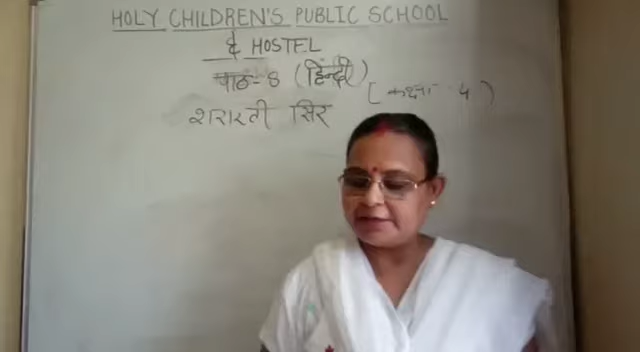 HOLY CHILDREN'S PUBLIC SCHOOL
& HOSTEL
पाठ-8 (हिन्दी)
[कक्षा-4)
शरारती सिर